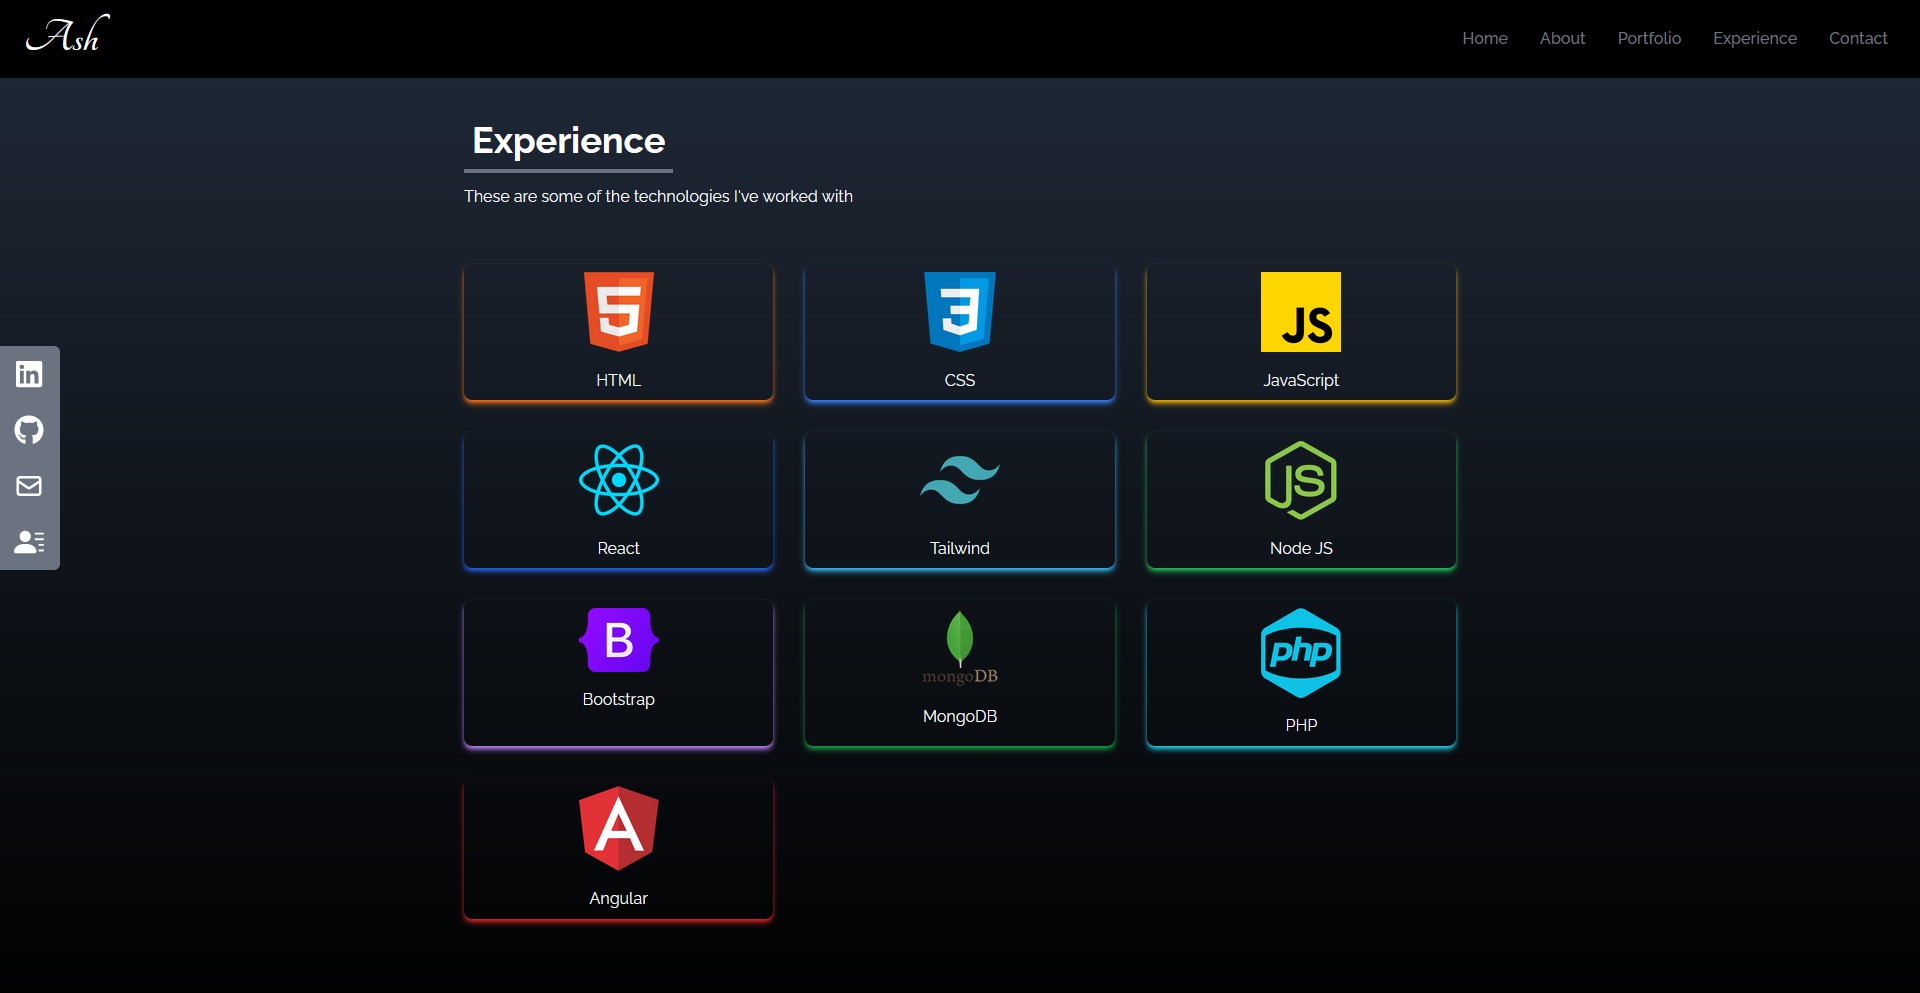 Ash
Home About Portfolio Experience Contact
Experience
These are some of the technologies I've worked with
5 3 JS
HTML CSS JavaScript
in
JS
React Tailwind Node JS
B mongoDB php
Bootstrap MongoDB PHP
A
Angular